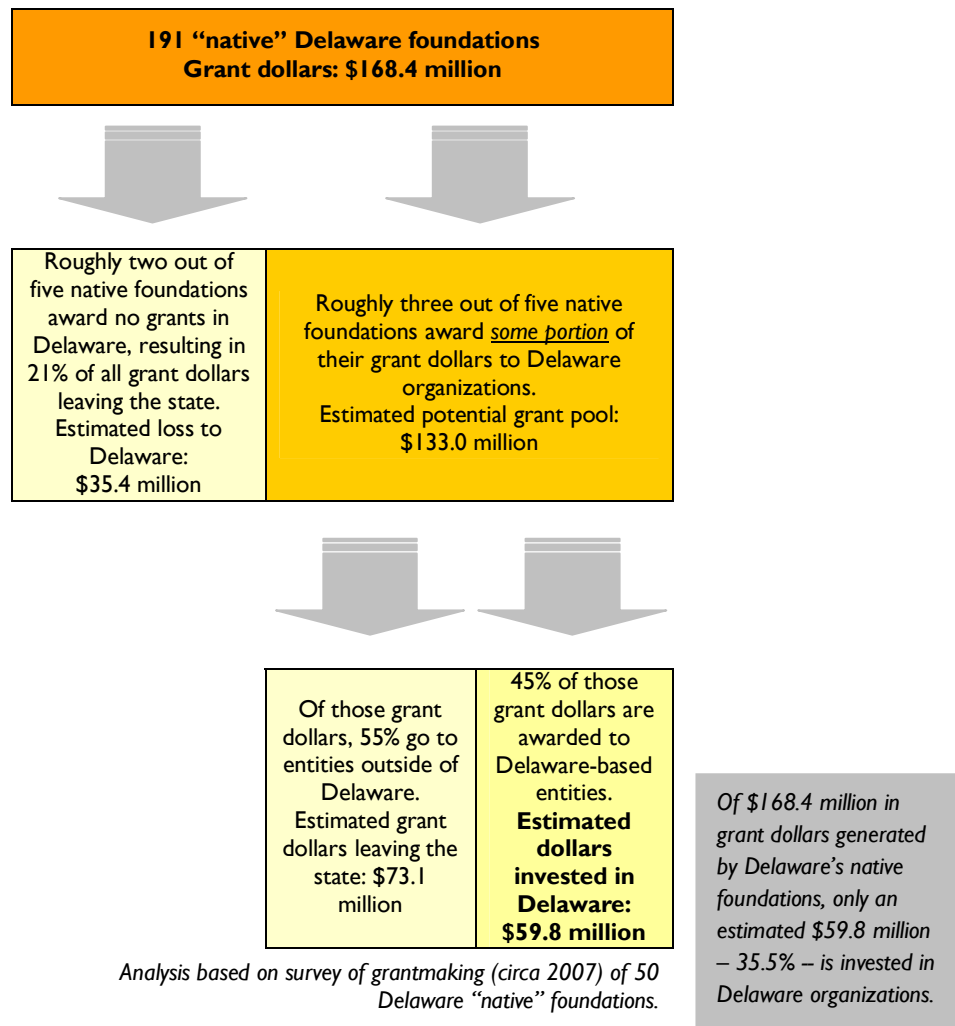 191 “native” Delaware foundations
Grant dollars: $168.4 million
Roughly two out of
five native foundations
award no grants in
Delaware, resulting in
21% of all grant dollars
leaving the state.
Estimated loss to
Delaware:
$35.4 million
Roughly three out of five native
foundations award some portion of
their grant dollars to Delaware
organizations.
Estimated potential grant pool:
$133.0 million
Of those grant
dollars, 55% go to
entities outside of
Delaware.
Estimated grant
dollars leaving the
state: $73.1
million
45% of those
grant dollars are
awarded to
Delaware-based
entities.
Estimated
dollars
invested in
Delaware:
$59.8 million
Of $168.4 million in
grant dollars generated
by Delaware’s native
foundations, only an
estimated $59.8 million
– 35.5% -- is invested in
Delaware organizations.
Analysis based on survey of grantmaking (circa 2007) of 50
Delaware “native” foundations.